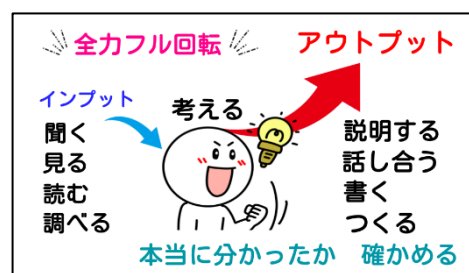 全力フル回転
アウトプット
インプット
考える
聞く
見る
読む
調べる
説明する
話し合う
書く
つくる
本当に分かったか 確かめる